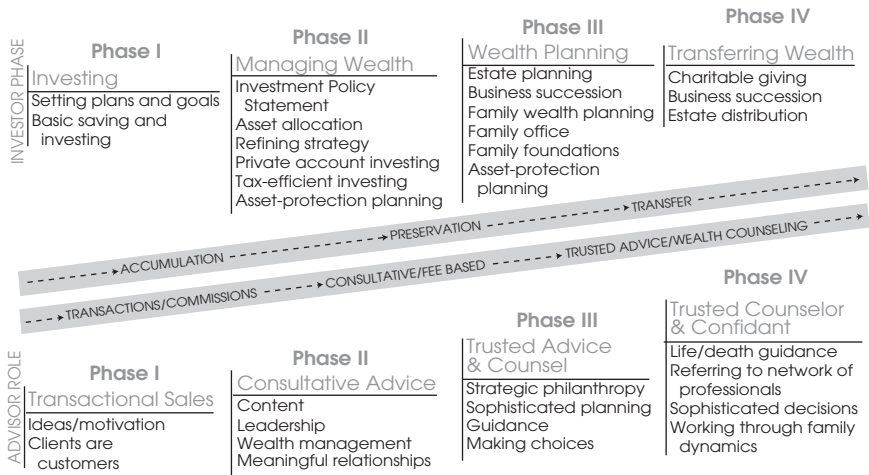 INVESTOR PHASE
Phase I
Investing
Setting plans and goals
Basic saving and
investing
Phase II
Managing Wealth
Investment Policy
Statement
Asset allocation
Refining strategy
Private account investing
Tax-efficient investing
Asset-protection planning
Phase III
Wealth Planning
Estate planning
Business succession
Family wealth planning
Family office
Family foundations
Asset-protection
planning
Phase IV
Transferring Wealth
Charitable giving
Business succession
Estate distribution
ACCUMULATION
PRESERVATION
TRANSFER
TRANSACTIONS/COMMISSIONS
CONSULTATIVE/FEE BASED
TRUSTED ADVICE/WEALTH COUNSELING
ADVISOR ROLE
Phase I
Transactional Sales
Ideas/motivation
Clients are
customers
Phase II
Consultative Advice
Content
Leadership
Wealth management
Meaningful relationships
Phase III
Trusted Advice
& Counsel
Strategic philanthropy
Sophisticated planning
Guidance
Making choices
Phase IV
Trusted Counselor
& Confidant
Life/death guidance
Referring to network of
professionals
Sophisticated decisions
Working through family
dynamics